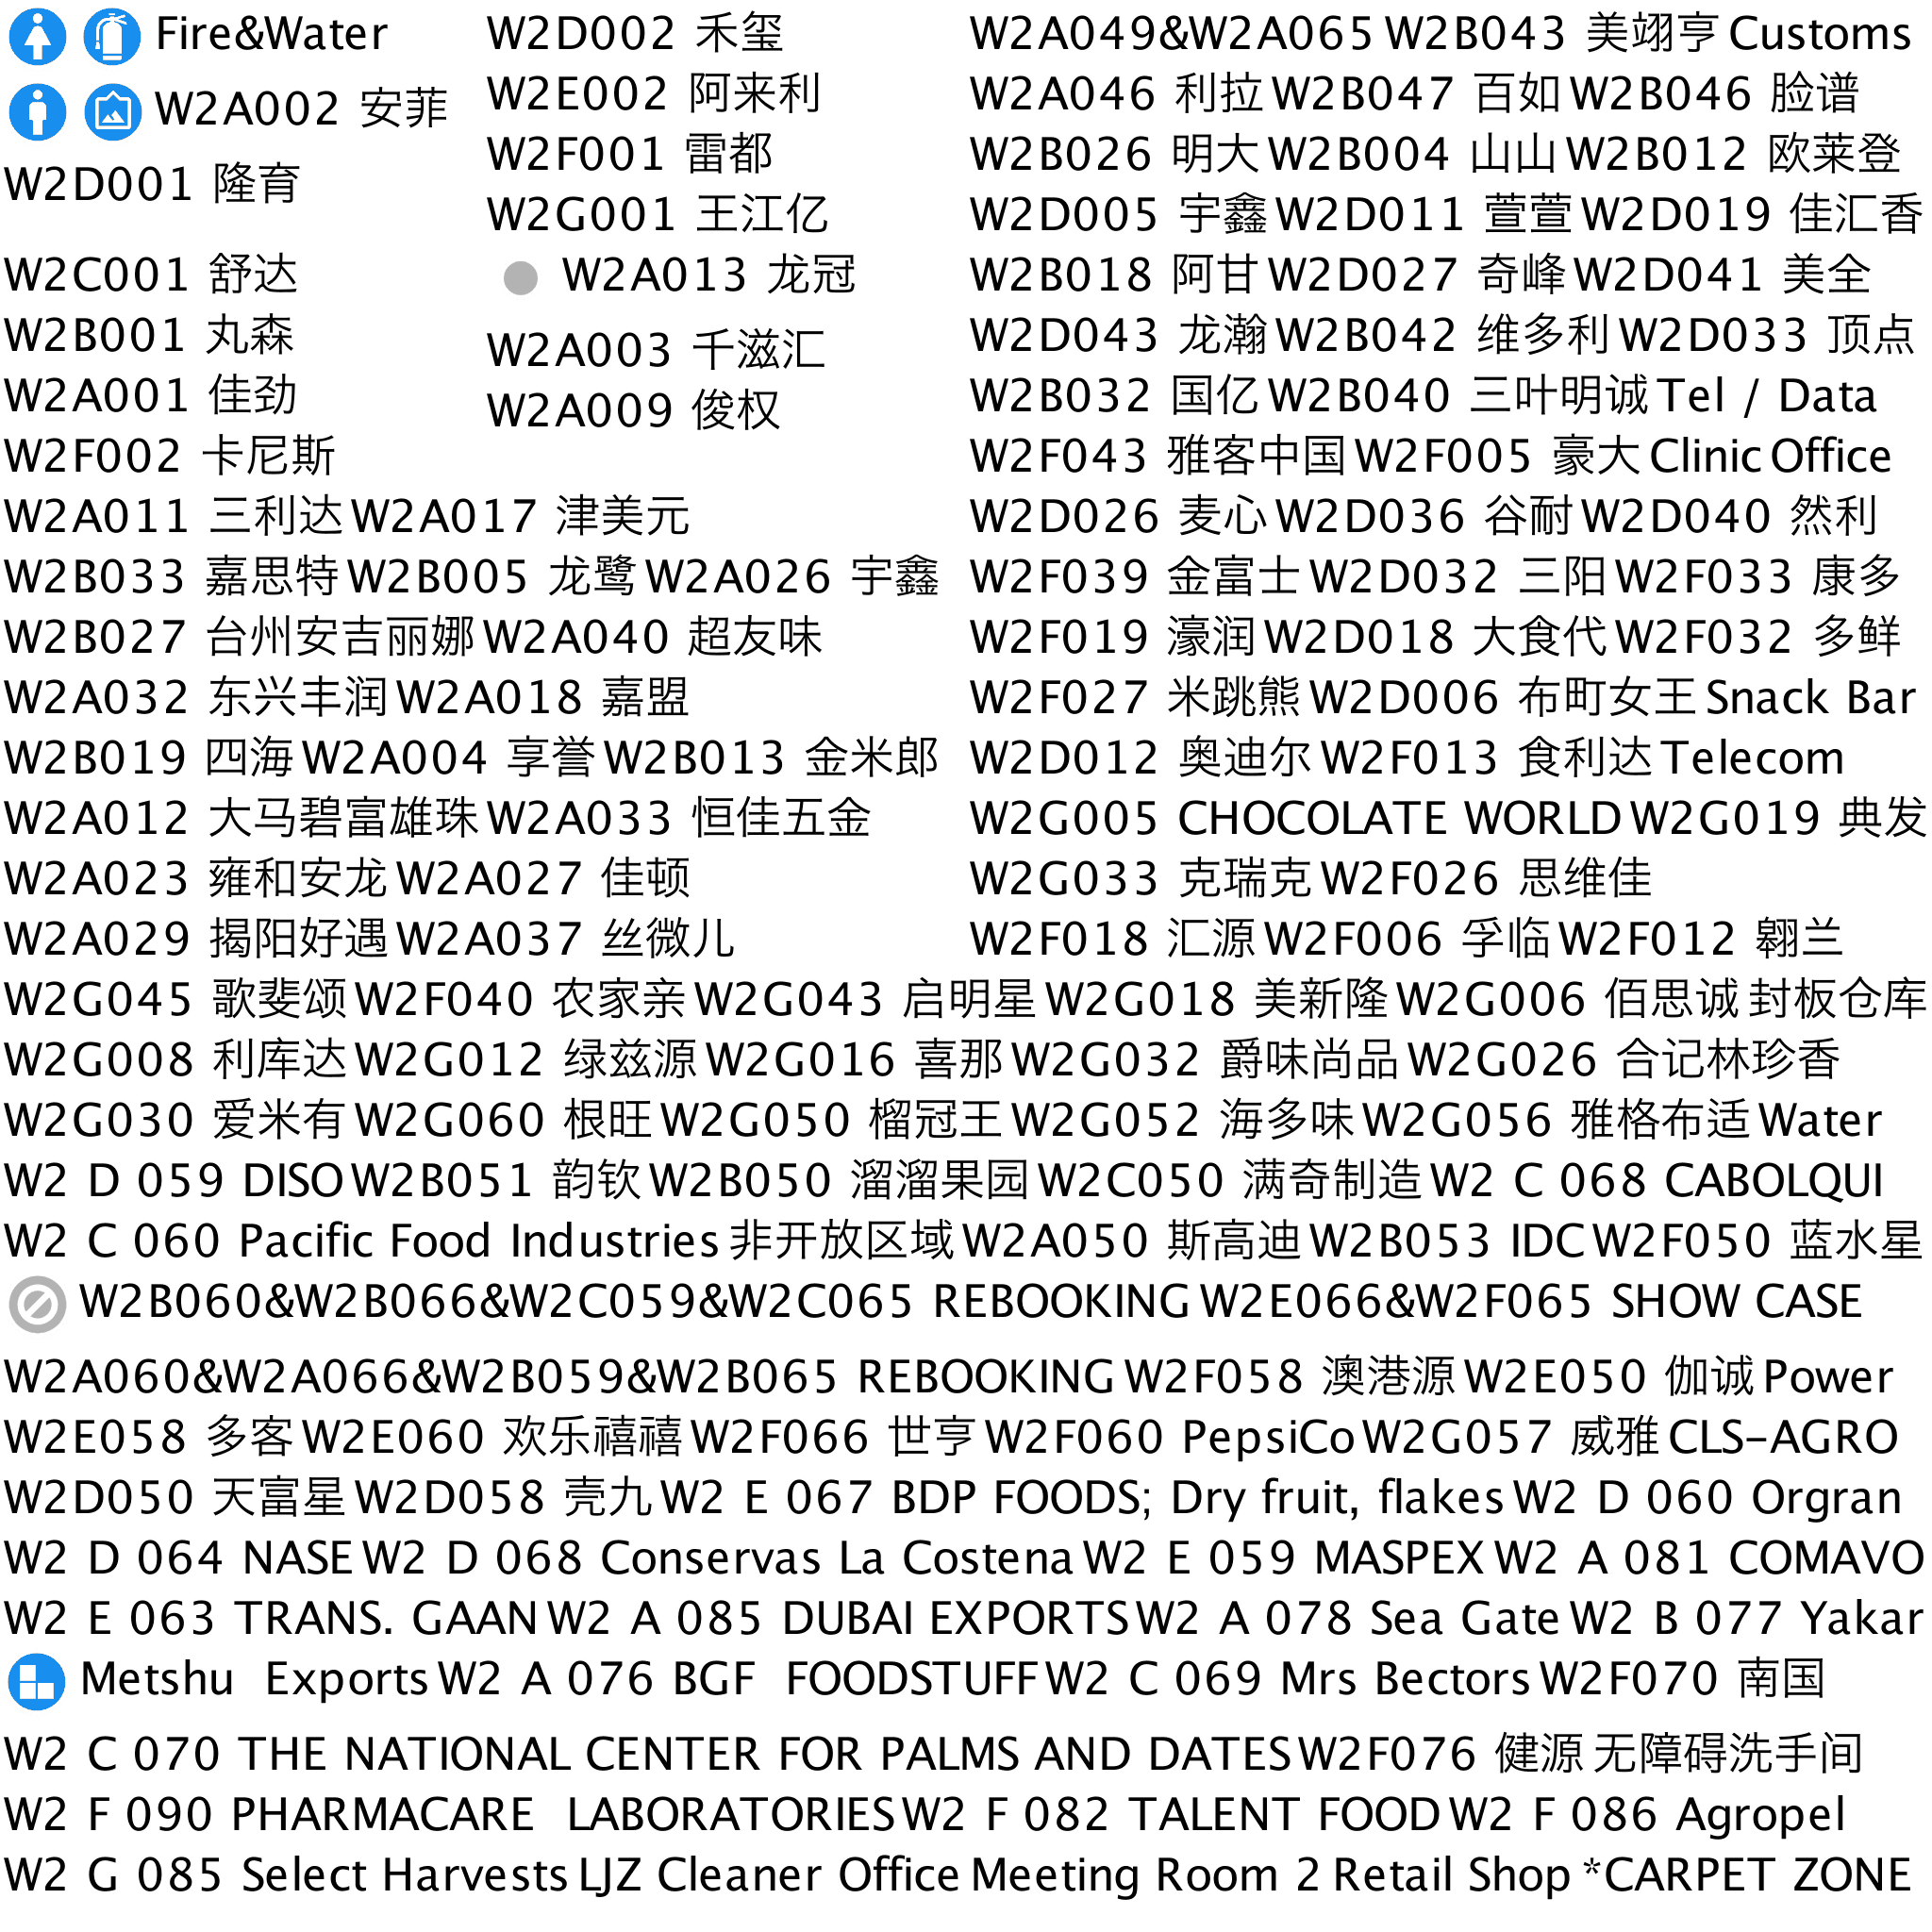 Fire&Water
W2A002 安菲
W2D001 隆育
W2C001 舒达
W2B001 丸森
W2A001 佳劲
W2F002 卡尼斯
W2D002 禾玺
W2E002 阿来利
W2F001 雷都
W2G001 王江亿
W2A013 龙冠
W2A003 千滋汇
W2A009 俊权
W2A011 三利达 W2A017 津美元
W2B033 嘉思特 W2B005 龙鹭 W2A026 宇鑫
W2B027 台州安吉丽娜 W2A040 超友味
W2A032 东兴丰润 W2A018 嘉盟
W2B019 四海 W2A004 享誉 W2B013 金米郎
W2A012 大马碧富雄珠 W2A033 恒佳五金
W2A023 雍和安龙 W2A027 佳顿
W2A029 揭阳好遇 W2A037 丝微儿
W2A049&W2A065 W2B043 美翊亨 Customs
W2A046 利拉 W2B047 百如 W2B046 脸谱
W2B026 明大 W2B004 山山 W2B012 欧莱登
W2D005 宇鑫 W2D011 萱萱 W2D019 佳汇香
W2B018 阿甘 W2D027 奇峰 W2D041 美全
W2D043 龙瀚 W2B042 维多利 W2D033 顶点
W2B032 国亿 W2B040 三叶明诚 Tel / Data
W2F043 雅客中国 W2F005 豪大 Clinic Office
W2D026 麦心 W2D036 谷耐 W2D040 然利
W2F039 金富士 W2D032 三阳 W2F033 康多
W2F019 濠润 W2D018 大食代 W2F032 多鲜
W2F027 米跳熊 W2D006 布町女王 Snack Bar
W2D012 奥迪尔 W2F013 食利达 Telecom
W2G005 CHOCOLATE WORLD W2G019 典发
W2G033 克瑞克 W2F026 思维佳
W2F018 汇源 W2F006 孚临 W2F012 翱兰
W2G045 歌斐颂 W2F040 农家亲 W2G043 启明星 W2G018 美新隆 W2G006 佰思诚 封板仓库
W2G008 利库达 W2G012 绿兹源 W2G016 喜那 W2G032 爵味尚品 W2G026 合记林珍香
W2G030 爱米有 W2G060 根旺 W2G050 榴冠王 W2G052 海多味 W2G056 雅格布适 Water
W2 D 059 DISO W2B051 韵钦 W2B050 溜溜果园 W2C050 满奇制造 W2 C 068 CABOLQUI
W2 C 060 Pacific Food Industries 非开放区域 W2A050 斯高迪 W2B053 IDC W2F050 蓝水星
W2B060&W2B066&W2C059&W2C065 REBOOKING W2E066&W2F065 SHOW CASE
W2A060&W2A066&W2B059&W2B065 REBOOKING W2F058 澳港源 W2E050 伽诚 Power
W2E058 多客 W2E060 欢乐禧禧 W2F066 世亨 W2F060 PepsiCo W2G057 威雅 CLS-AGRO
W2D050 天富星 W2D058 壳九 W2 E 067 BDP FOODS; Dry fruit, flakes W2 D 060 Orgran
W2 D 064 NASE W2 D 068 Conservas La Costena W2 E 059 MASPEX W2 A 081 COMAVO
W2 E 063 TRANS. GAAN W2 A 085 DUBAI EXPORTS W2 A 078 Sea Gate W2 B 077 Yakar
Metshu Exports W2 A 076 BGF FOODSTUFF W2 C 069 Mrs Bectors W2F070 南国
W2 C 070 THE NATIONAL CENTER FOR PALMS AND DATES W2F076 健源 无障碍洗手间
W2 F 090 PHARMACARE LABORATORIES W2 F 082 TALENT FOOD W2 F 086 Agropel
W2 G 085 Select Harvests LJZ Cleaner Office Meeting Room 2 Retail Shop *CARPET ZONE